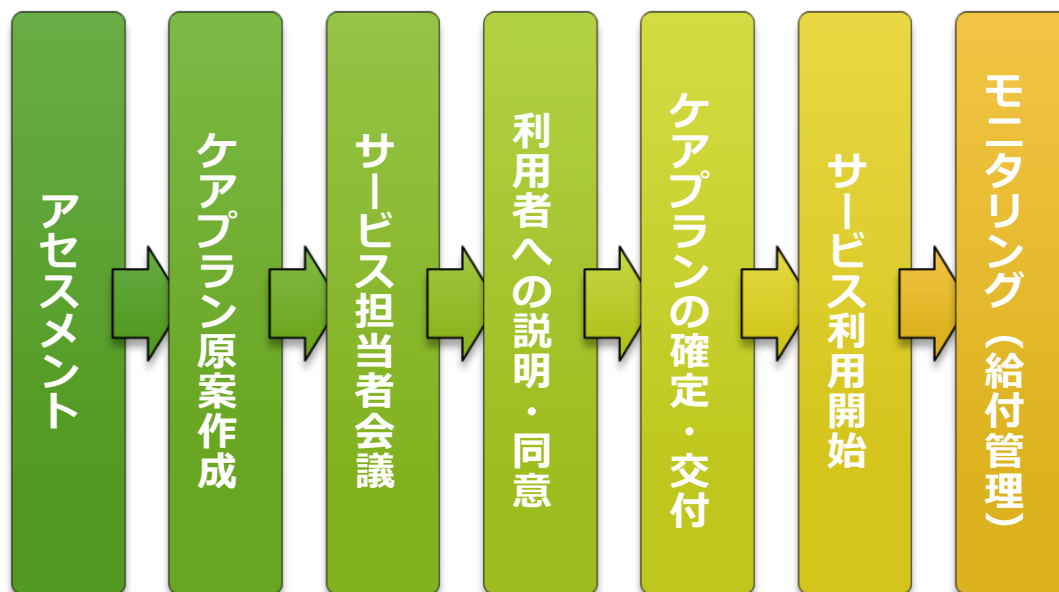 アセスメント
ケアプラン原案作成
サービス担当者会議
利用者への説明・同意
ケアプランの確定・交付
サービス利用開始
モニタリング（給付管理）